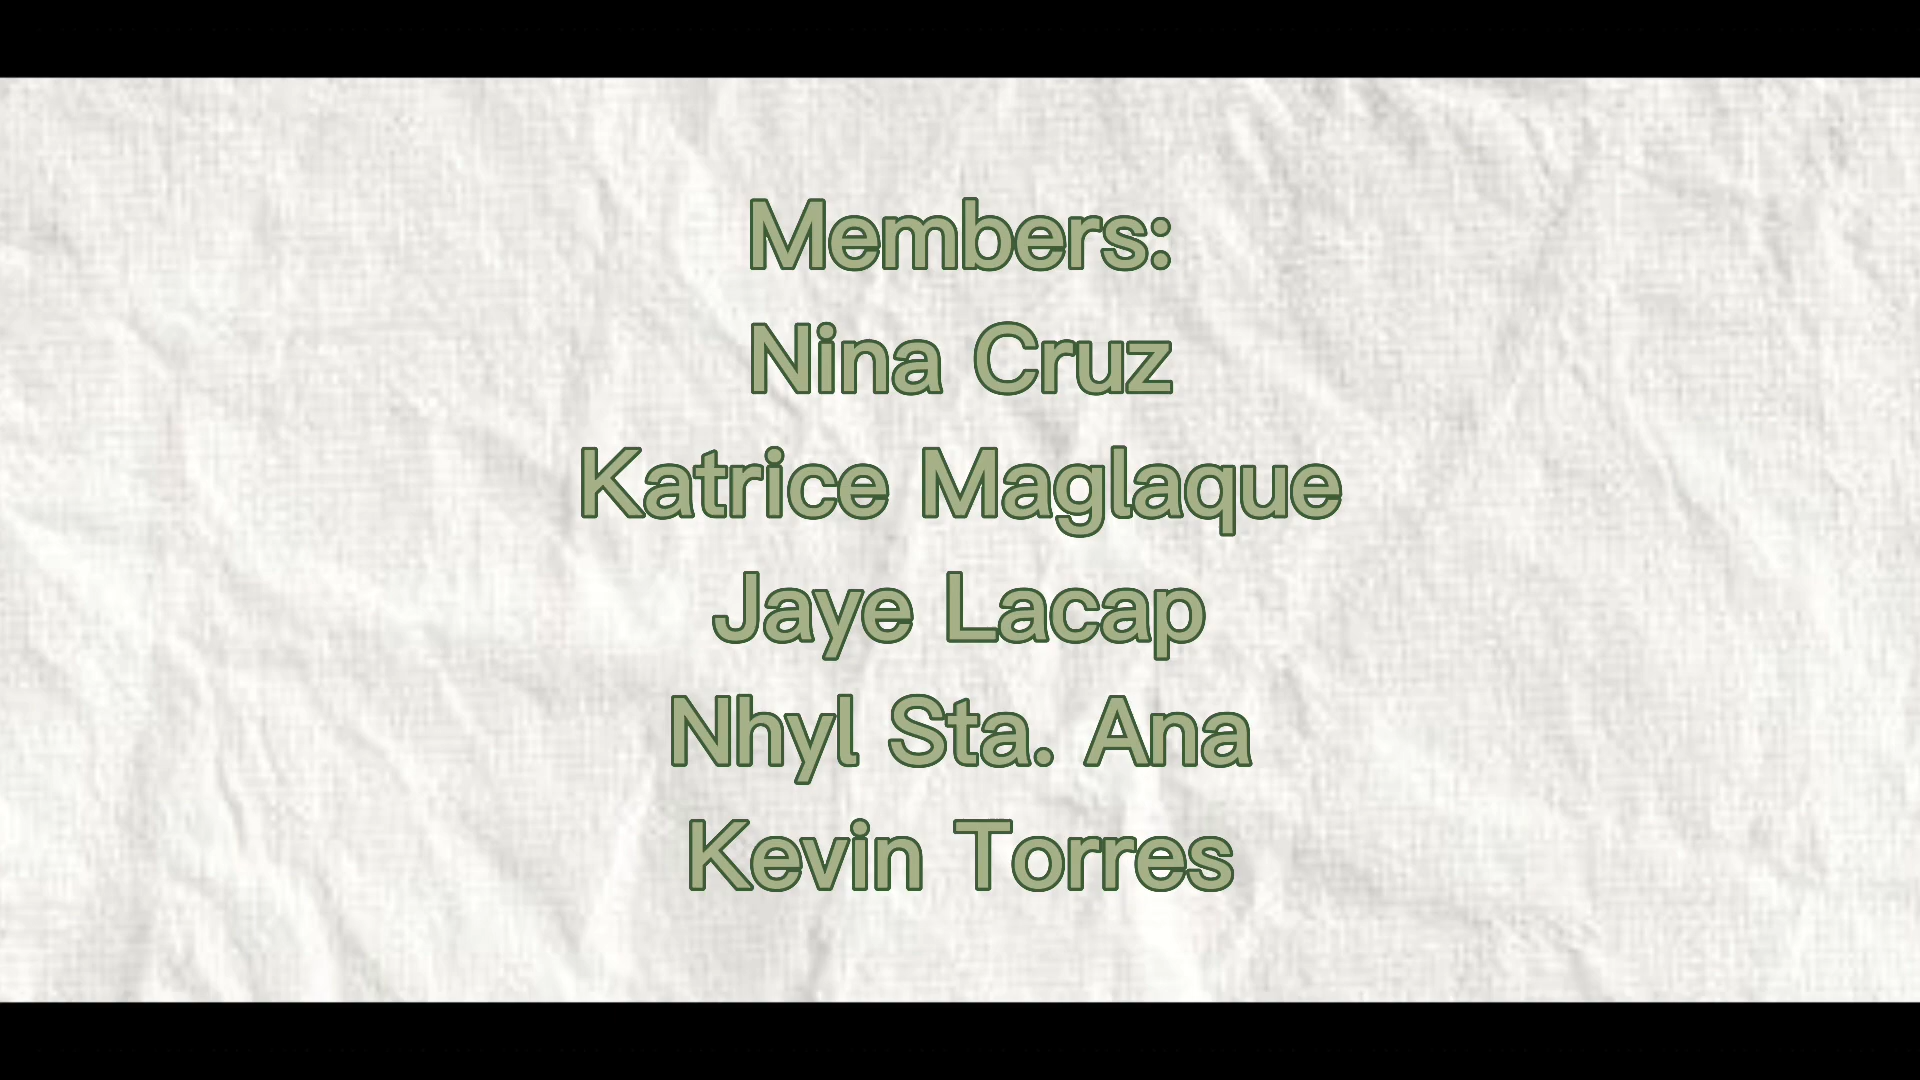 Members:
Nina Cruz
Katrice Maglaque
Jaye Lacap
Nhyl Sta. Ana
Kevin Torres